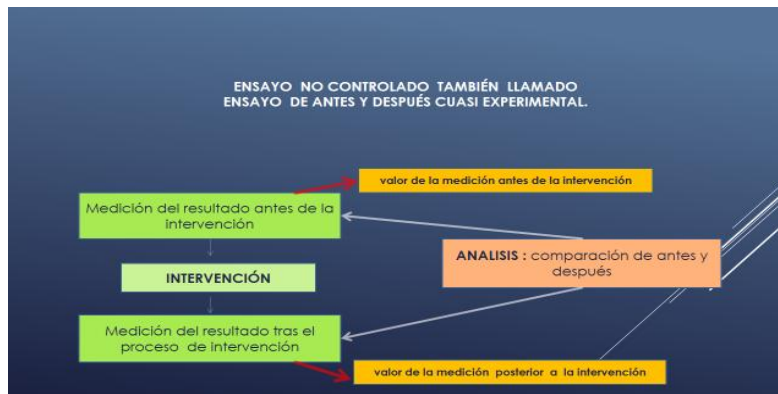 ENSAYO NO CONTROLADO TAMBIÉN LLAMADO
ENSAYO DE ANTES Y DESPUÉS CUASI EXPERIMENTAL.
valor de la medición antes de la intervención
Medición del resultado antes de la
intervención
ANALISIS : comparación de antes y
después
INTERVENCIÓN
Medición del resultado tras el
proceso de intervención
valor de la medición posterior a la intervención